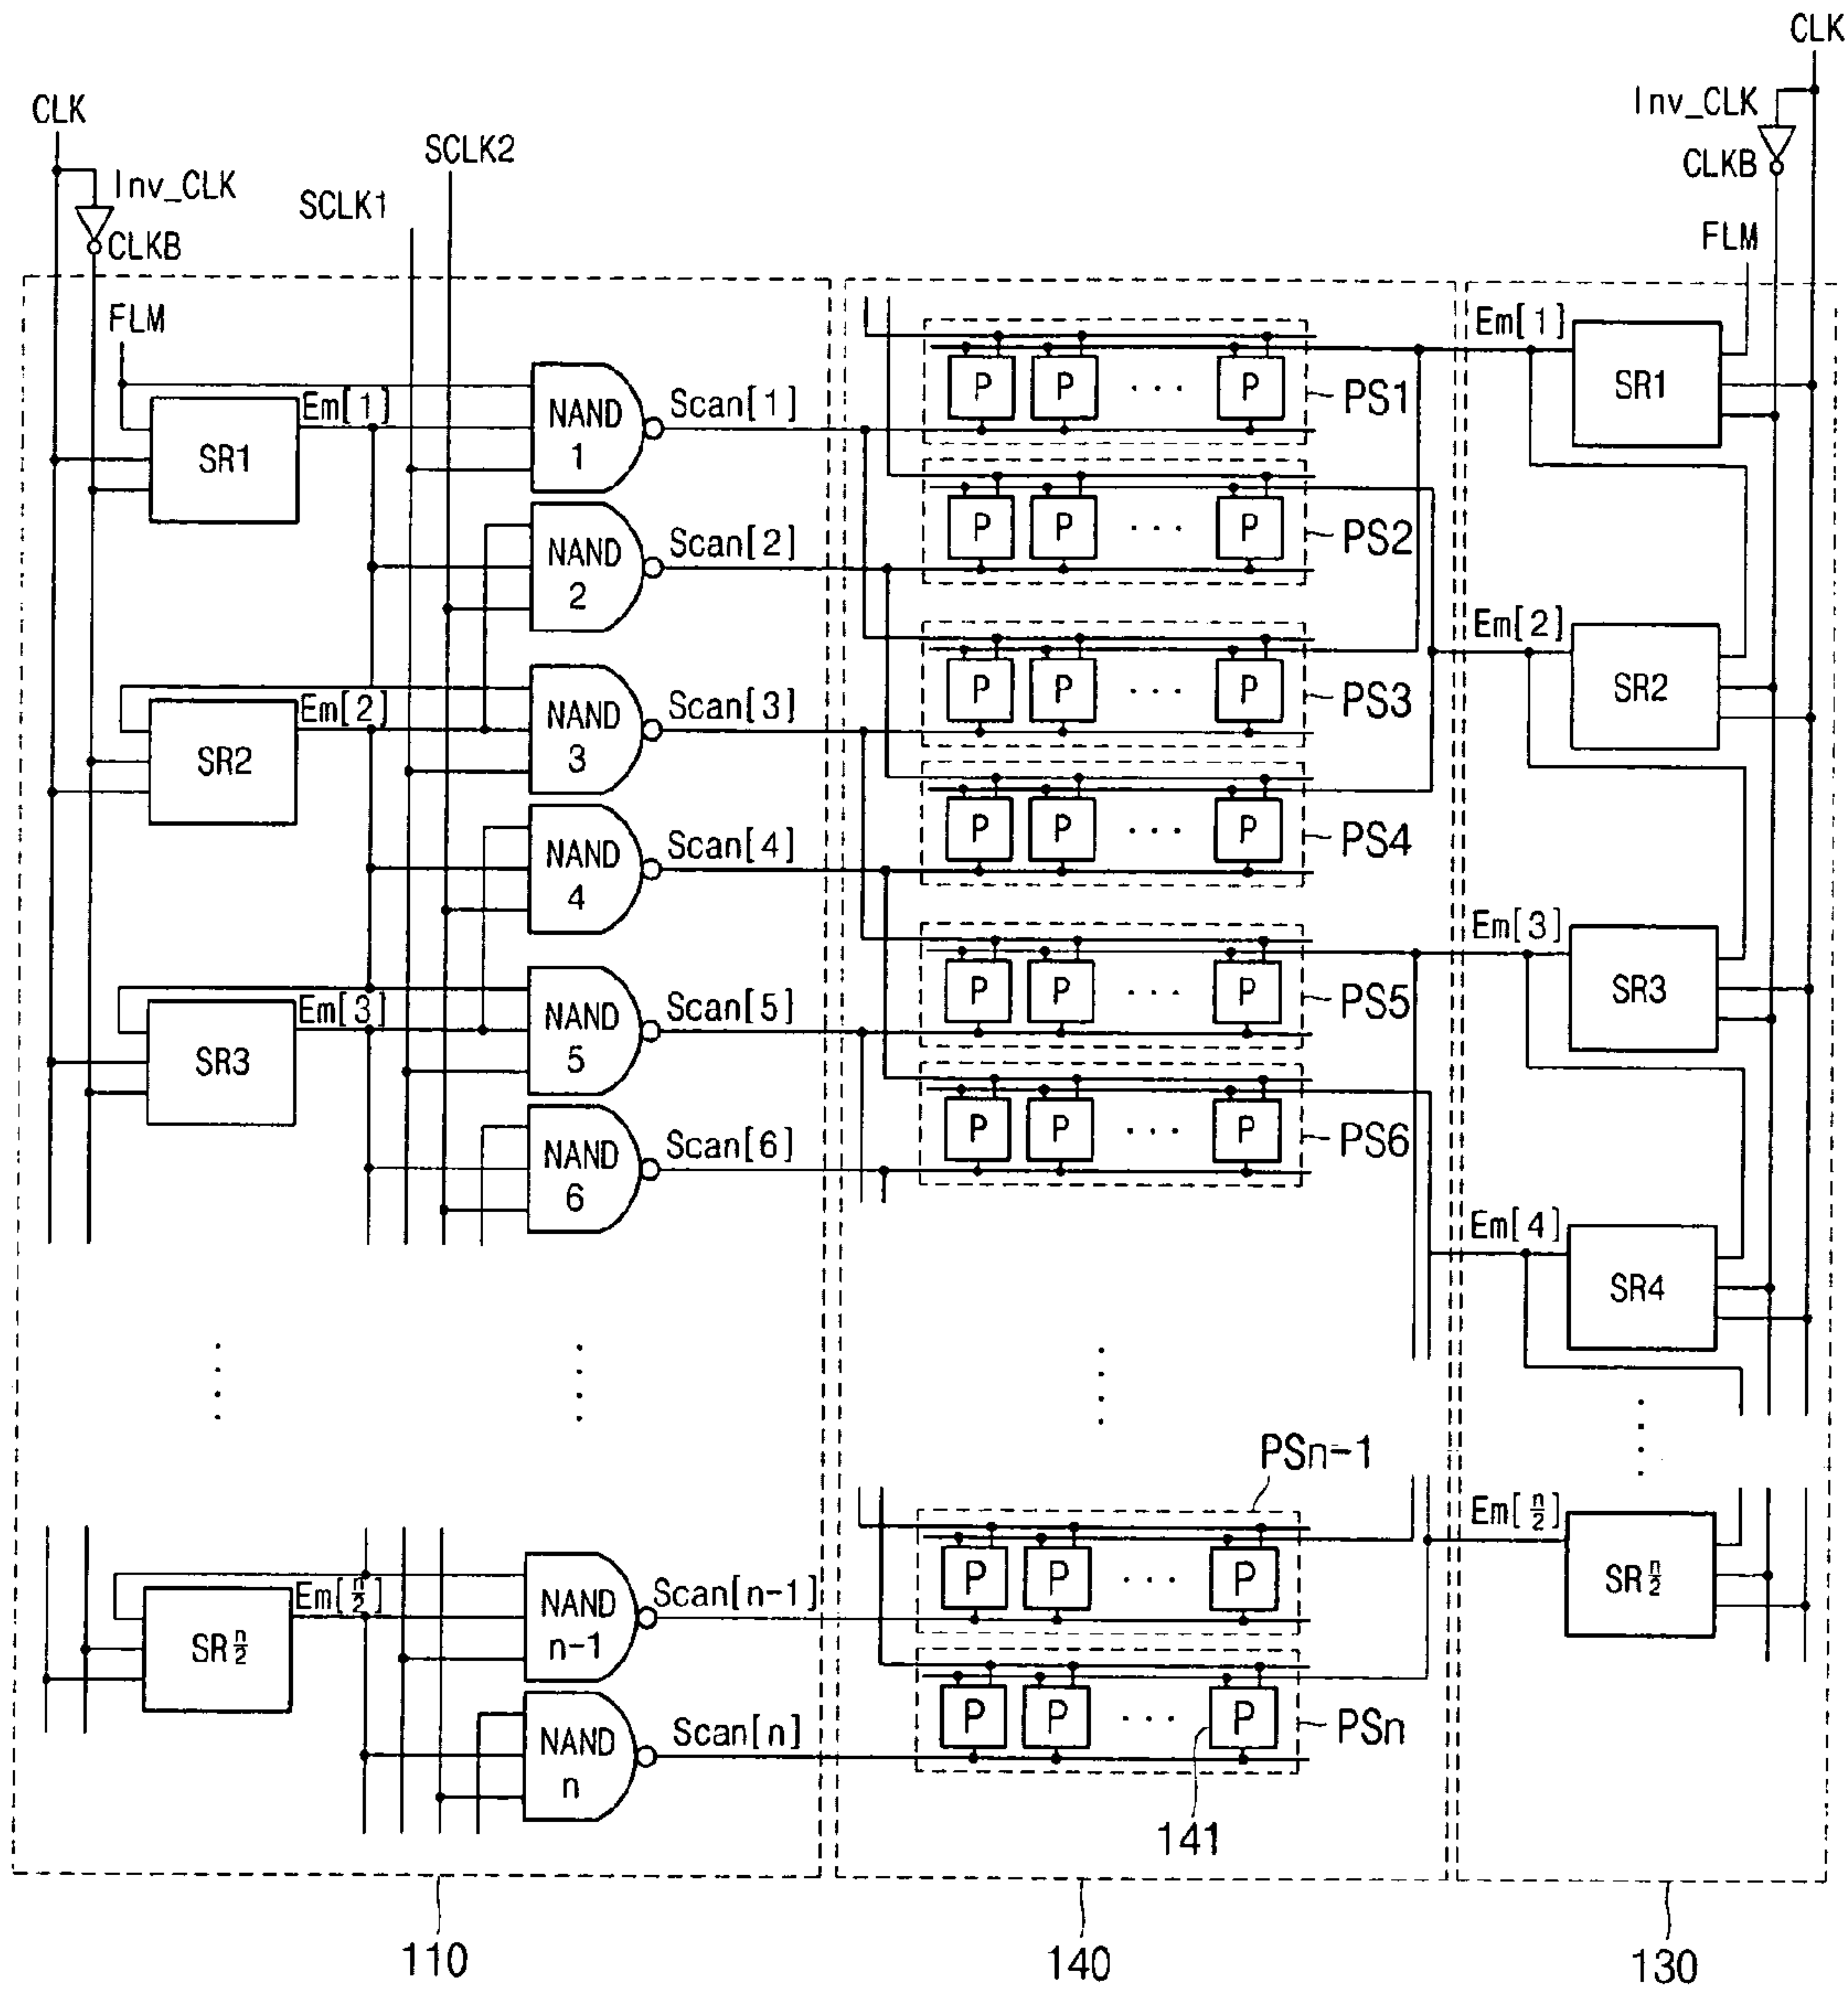 CLK
CLK
Inv_CLK
SCLK2
Inv_CLK
CLKB
SCLK1
CLKB
FLM
FLM
Em[1]
SR1
Em[1]
NAND
1
Scan[1]
P P ... P
PS1
SR1
NAND
2
Scan[2]
P P ... P
PS2
Em[2]
SR2
Em[2]
NAND
3
Scan[3]
P P ... P
PS3
SR2
NAND
4
Scan[4]
P P ... P
PS4
Em[3]
SR3
Em[3]
NAND
5
Scan[5]
P P ... P
PS5
SR3
NAND
6
Scan[6]
P P ... P
PS6
Em[4]
SR4
PSn-1
Em[n/2]
SR n/2
Em[n/2]
NAND
n-1
Scan[n-1]
P P ... P
SR n/2
NAND
n
Scan[n]
P P ... P
PSn
141
110
140
130